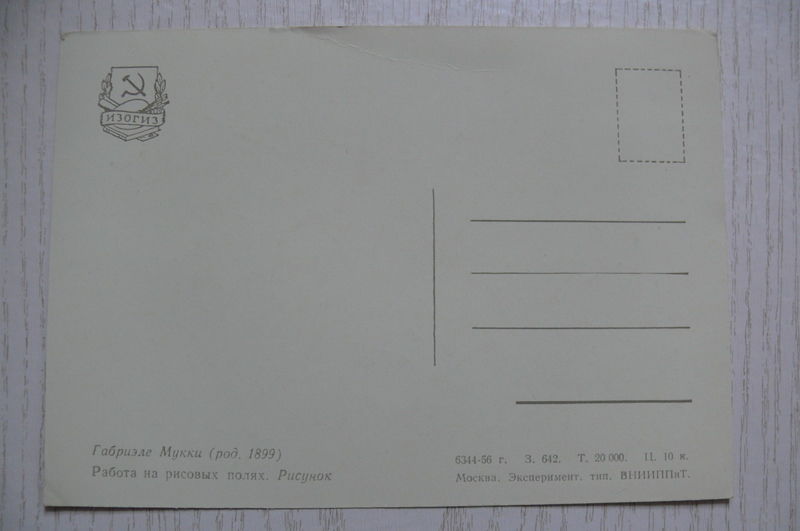 ИЗОГИЗ
Габриэле Мукки (род. 1899)
Работа на рисовых полях. Рисунок
6344-56 г. З. 642. Т. 20 000. Ц. 10 к.
Москва. Эксперимент. тип. ВНИИППиТ.